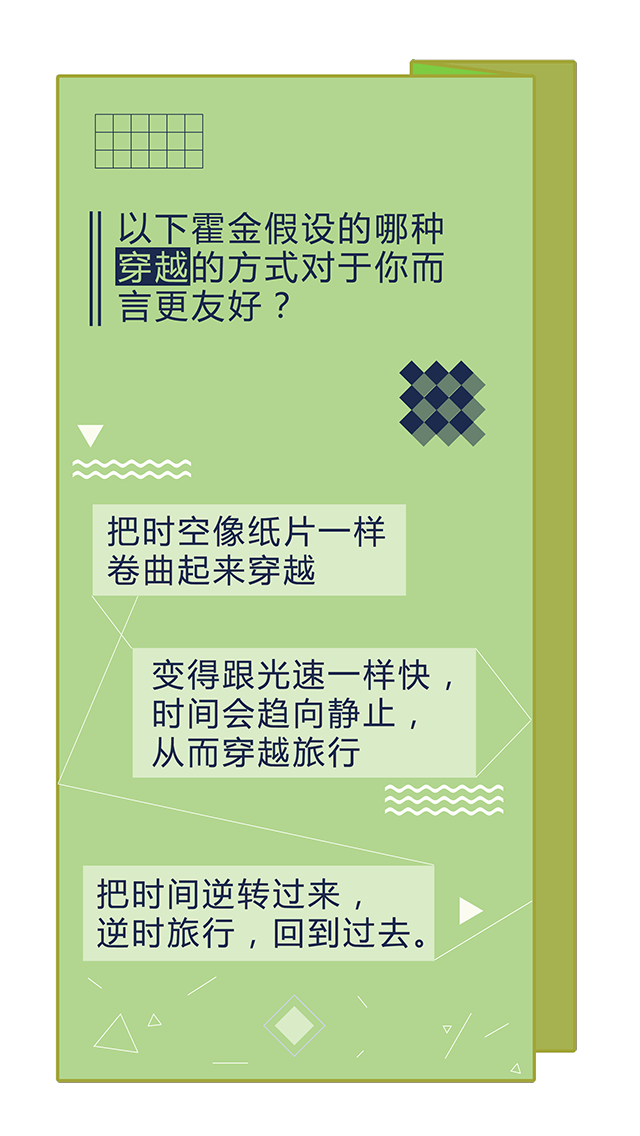 以下霍金假设的哪种
穿越的方式对于你而
言更友好？
把时空像纸片一样
卷曲起来穿越
变得跟光速一样快，
时间会趋向静止，
从而穿越旅行
把时间逆转过来，
逆时旅行，回到过去。